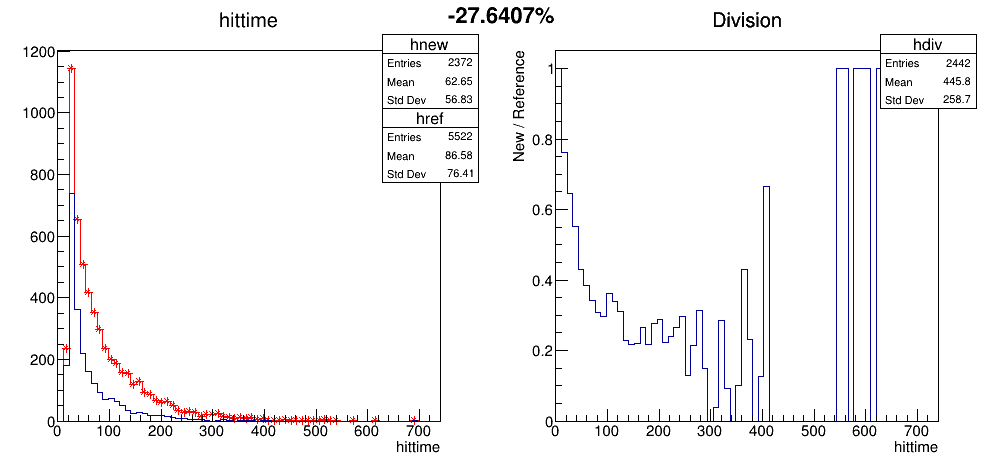 -27.6407%
hittime
hnew
Entries 2372
Mean 62.65
Std Dev 56.83
href
Entries 5522
Mean 86.58
Std Dev 76.41
1200
1000
800
600
400
200
0
0 100 200 300 400 500 600 700
hittime
Division
hdiv
Entries 2442
Mean 445.8
Std Dev 258.7
New / Reference
1
0.8
0.6
0.4
0.2
0
0 100 200 300 400 500 600 700
hittime